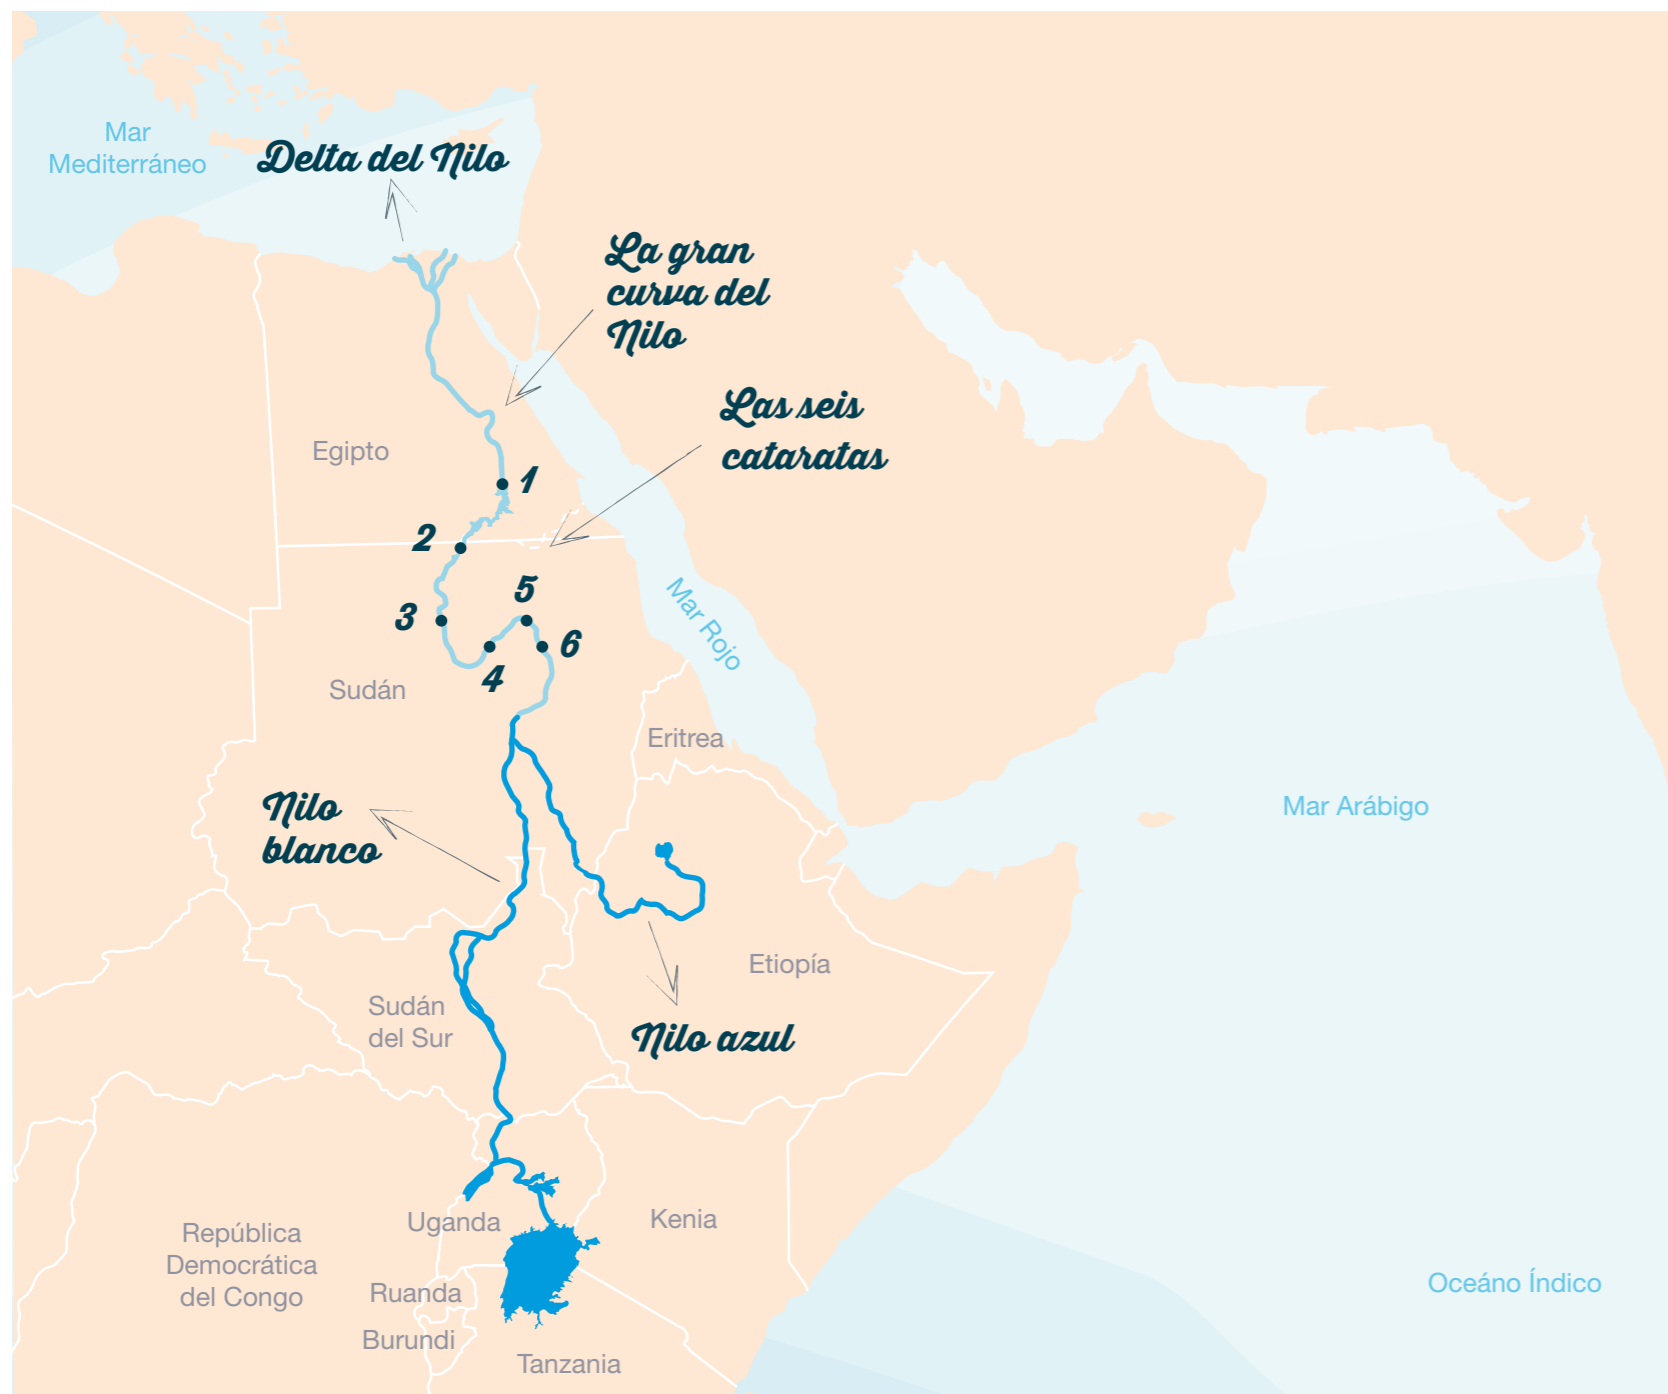 Mar
Mediterráneo
Delta del Nilo
La gran
curva del
Nilo
Las seis
cataratas
Egipto
1
2
3
4
5
6
Mar Rojo
Sudán
Eritrea
Nilo
blanco
Mar Arábigo
Etiopía
Sudán
del Sur
Nilo azul
Uganda
Kenia
República
Democrática
del Congo
Ruanda
Burundi
Tanzania
Oceáno Índico